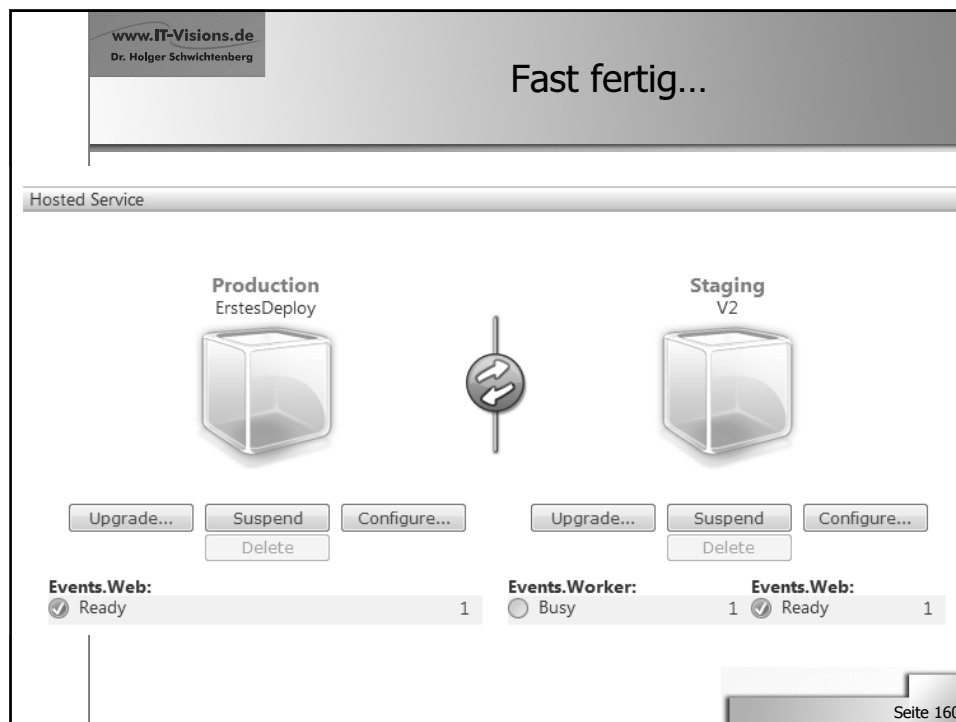 www.IT-Visions.de
Dr. Holger Schwichtenberg
Fast fertig...
Hosted Service
Production
ErstesDeploy
Staging
V2
Upgrade... Suspend Configure...
Delete
Upgrade... Suspend Configure...
Delete
Events.Web:
Ready 1
Events.Worker:
Busy 1
Events.Web:
Ready 1
Seite 160